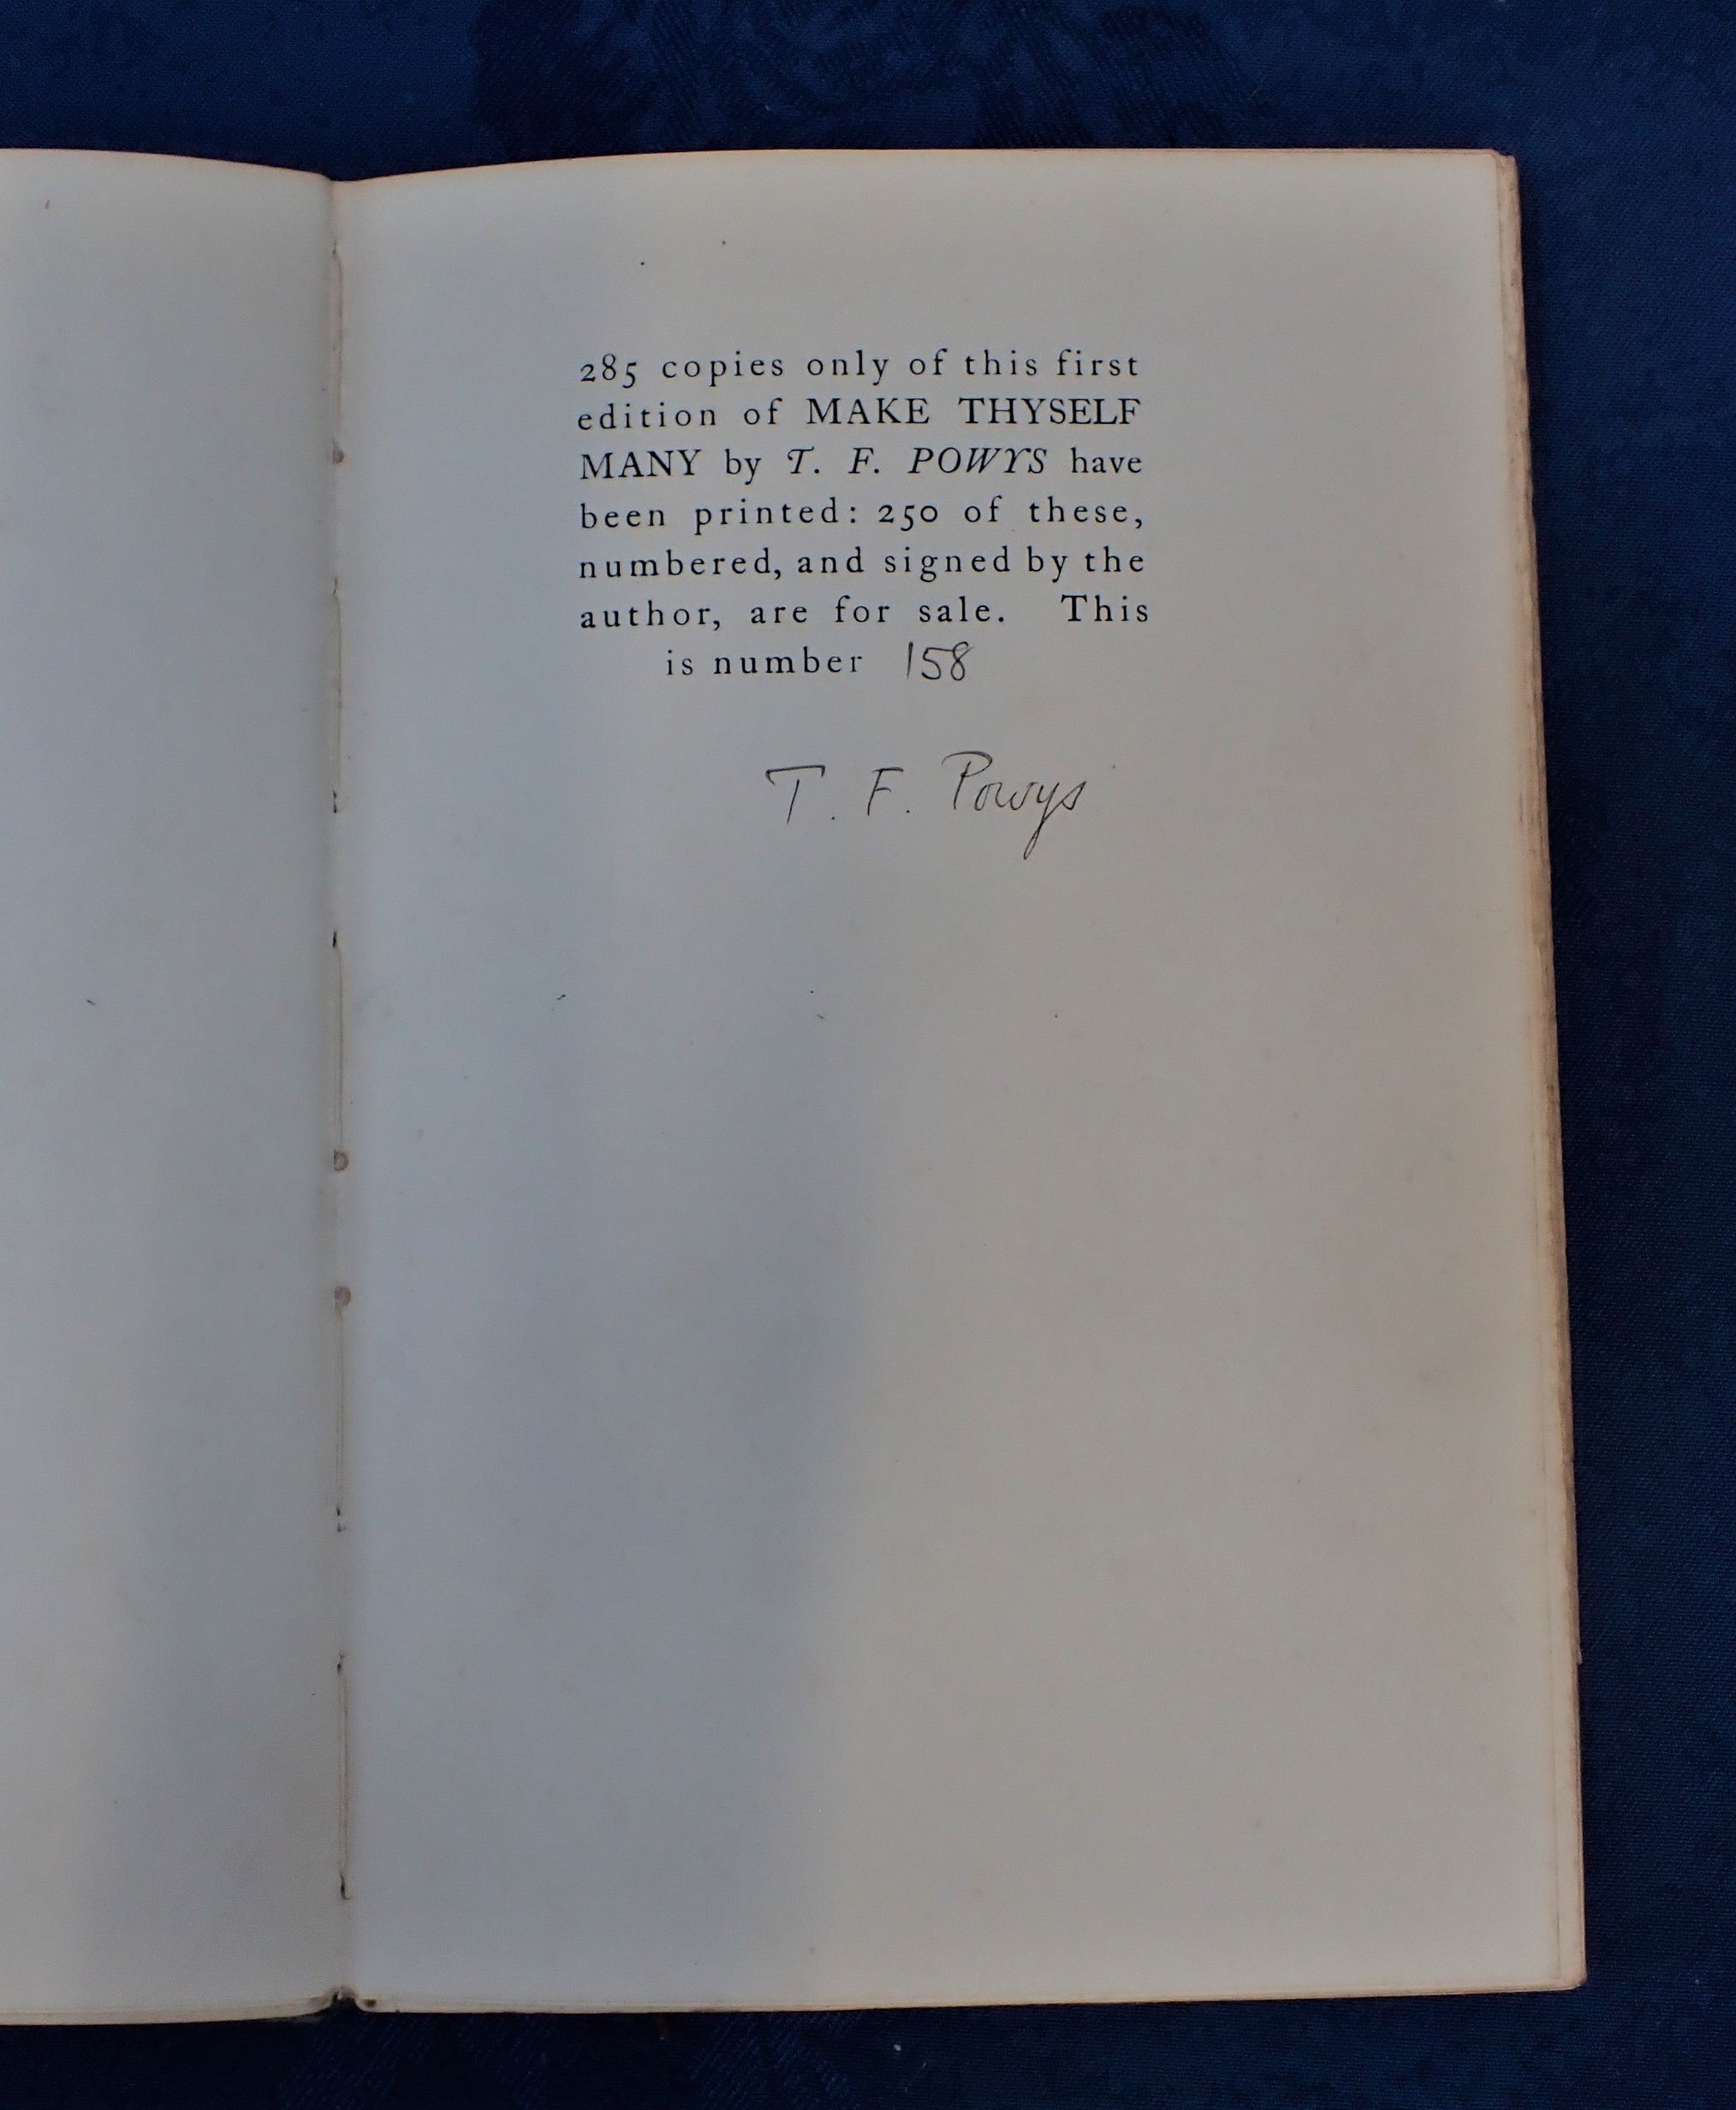 285 copies only of this first
edition of MAKE THYSELF
MANY by T. F. POWYS have
been printed: 250 of these,
numbered, and signed by the
author, are for sale. This
is number 158
T. F. Powys